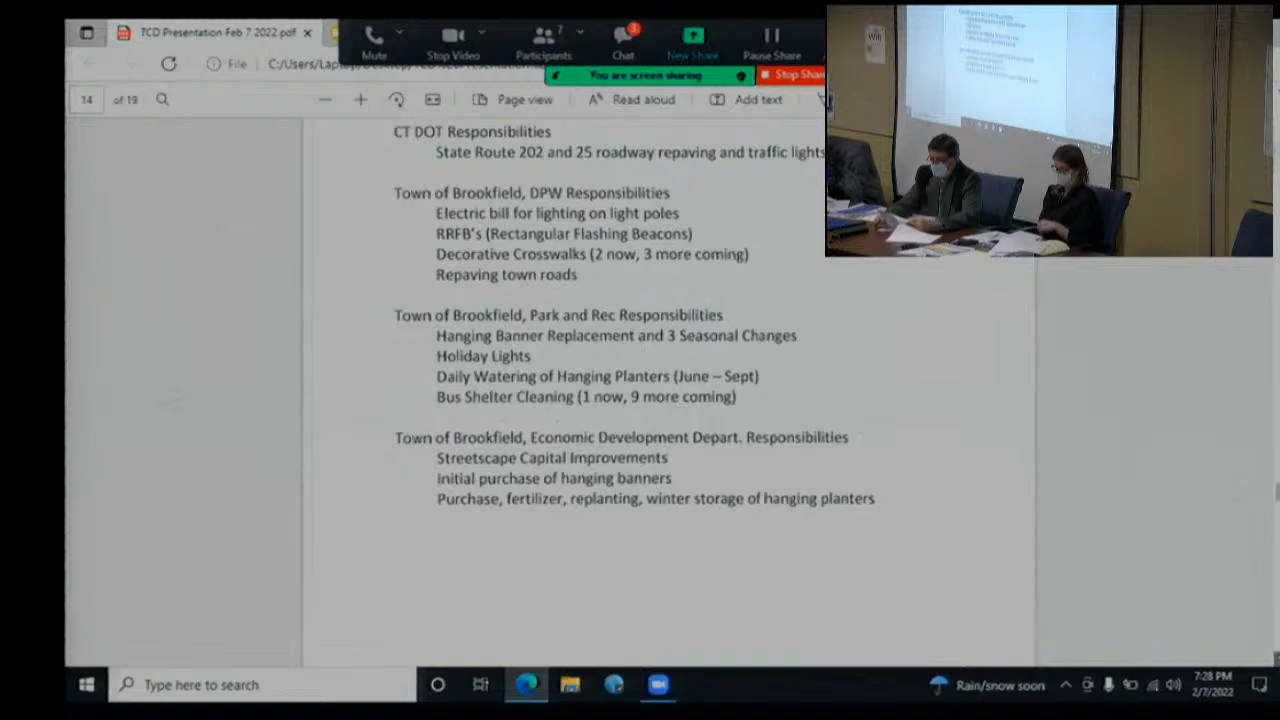 TCD Presentation Feb 7 2022.pdf
Mute
Stop Video
7
Participants
3
Chat
New Share
Pause Share
You are screen sharing
Stop Shar
File
C:/Users/Lap
14 of 19
Page view
Read aloud
Add text
CT DOT Responsibilities
State Route 202 and 25 roadway repaving and traffic lights
Town of Brookfield, DPW Responsibilities
Electric bill for lighting on light poles
RRFB's (Rectangular Flashing Beacons)
Decorative Crosswalks (2 now, 3 more coming)
Repaving town roads
Town of Brookfield, Park and Rec Responsibilities
Hanging Banner Replacement and 3 Seasonal Changes
Holiday Lights
Daily Watering of Hanging Planters (June – Sept)
Bus Shelter Cleaning (1 now, 9 more coming)
Town of Brookfield, Economic Development Depart. Responsibilities
Streetscape Capital Improvements
Initial purchase of hanging banners
Purchase, fertilizer, replanting, winter storage of hanging planters
Type here to search
Rain/snow soon
7:28 PM
2/7/2022